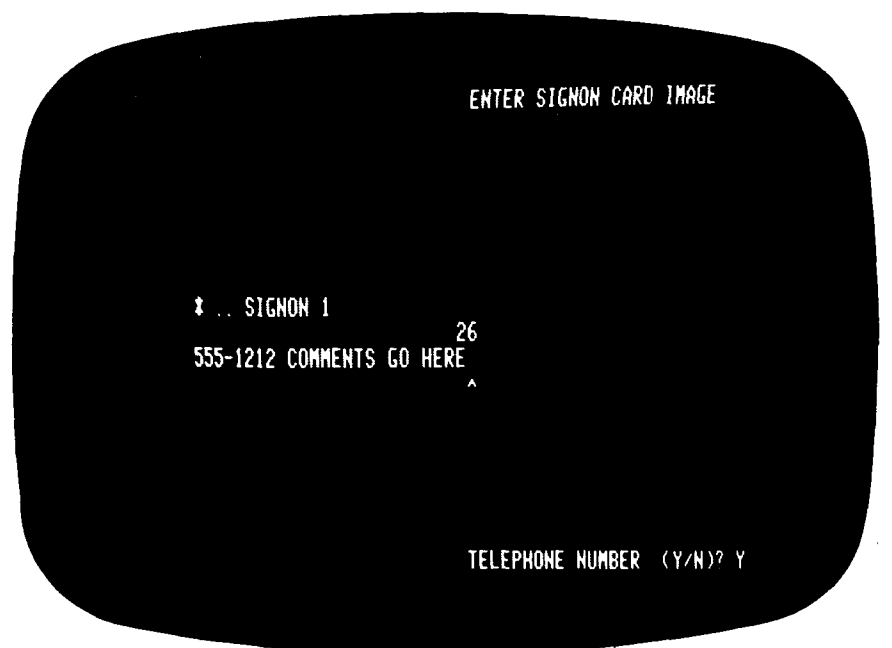 ENTER SIGNON CARD IMAGE
* .. SIGNON 1
26
555-1212 COMMENTS GO HERE
^
TELEPHONE NUMBER (Y/N)? Y